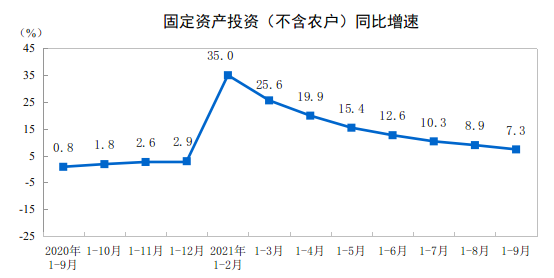 固定资产投资（不含农户）同比增速
(%)
45
35
25
15
5
-5
-15
-25
0.8
1.8
2.6
2.9
35.0
25.6
19.9
15.4
12.6
10.3
8.9
7.3
2020年
1-9月
1-10月
1-11月
1-12月
2021年
1-2月
1-3月
1-4月
1-5月
1-6月
1-7月
1-8月
1-9月